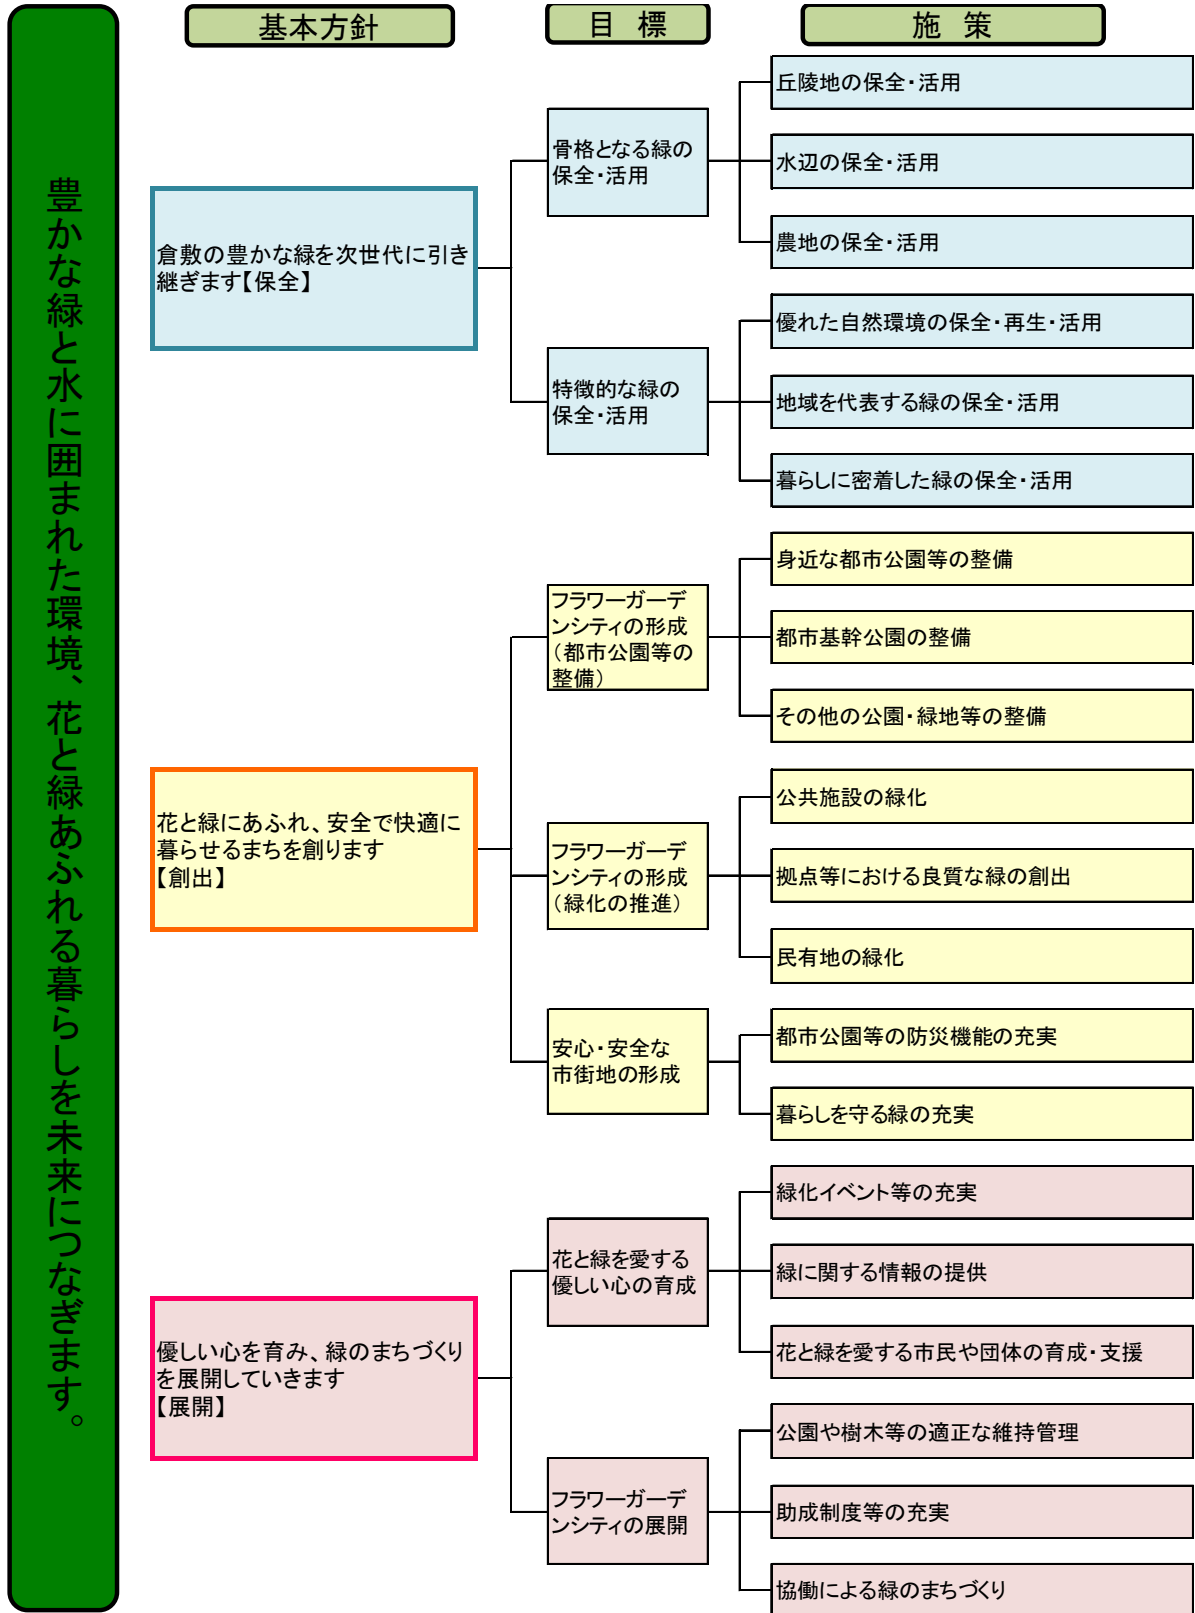 豊かな緑と水に囲まれた環境、花と緑あふれる暮らしを未来につなぎます。
基本方針
目 標
施 策
倉敷の豊かな緑を次世代に引き
継ぎます【保全】
骨格となる緑の
保全・活用
丘陵地の保全・活用
水辺の保全・活用
農地の保全・活用
特徴的な緑の
保全・活用
優れた自然環境の保全・再生・活用
地域を代表する緑の保全・活用
暮らしに密着した緑の保全・活用
花と緑にあふれ、安全で快適に
暮らせるまちを創ります
【創出】
フラワーガーデ
ンシティの形成
（都市公園等の
整備）
身近な都市公園等の整備
都市基幹公園の整備
その他の公園・緑地等の整備
フラワーガーデ
ンシティの形成
（緑化の推進）
公共施設の緑化
拠点等における良質な緑の創出
民有地の緑化
安心・安全な
市街地の形成
都市公園等の防災機能の充実
暮らしを守る緑の充実
優しい心を育み、緑のまちづくり
を展開していきます
【展開】
花と緑を愛する
優しい心の育成
緑化イベント等の充実
緑に関する情報の提供
花と緑を愛する市民や団体の育成・支援
フラワーガーデ
ンシティの展開
公園や樹木等の適正な維持管理
助成制度等の充実
協働による緑のまちづくり